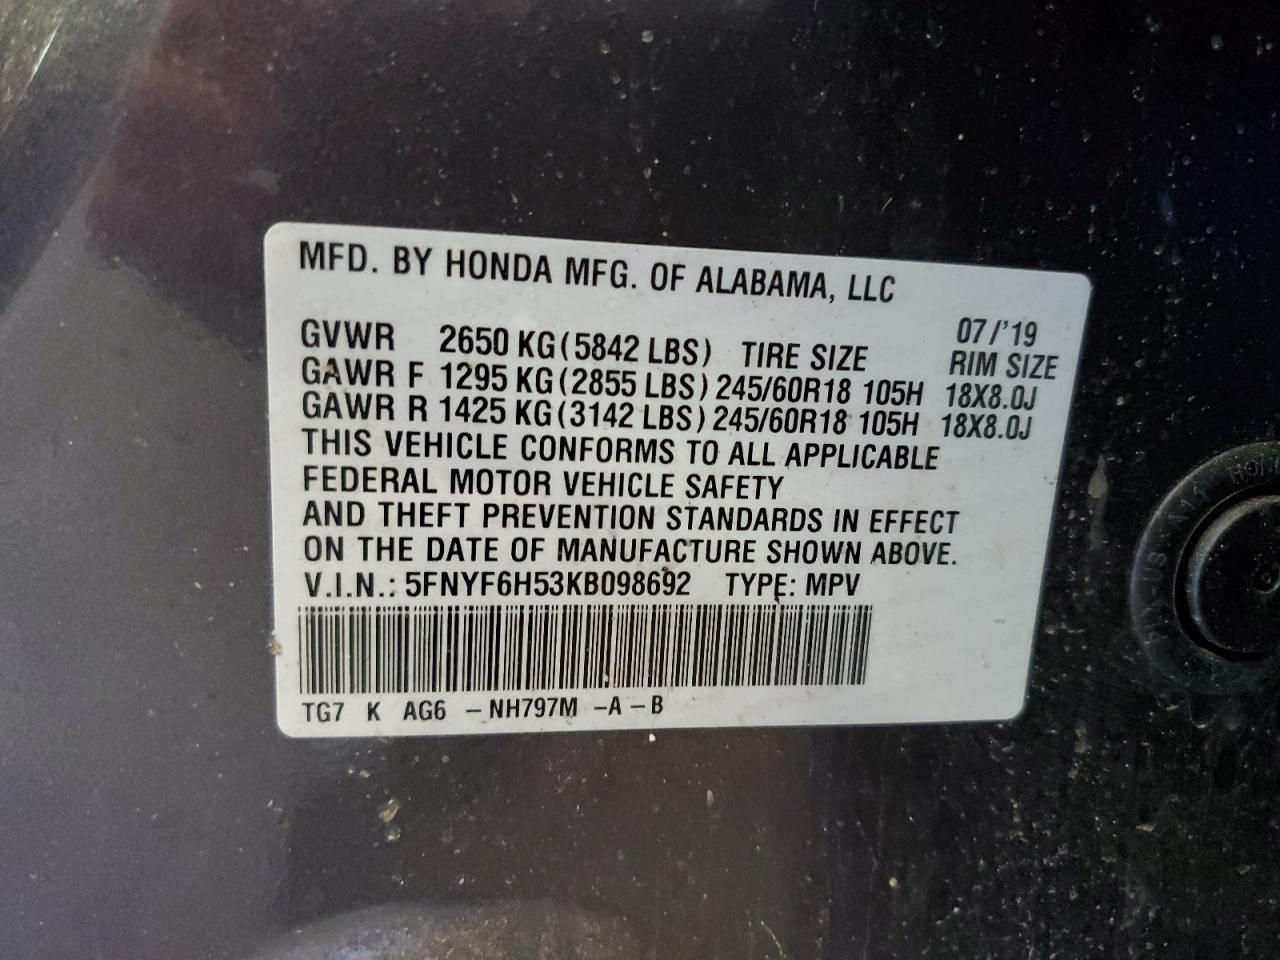 MFD. BY HONDA MFG. OF ALABAMA, LLC
07/'19
GVWR 2650 KG (5842 LBS) TIRE SIZE RIM SIZE
GAWR F 1295 KG (2855 LBS) 245/60R18 105H 18X8.0J
GAWR R 1425 KG (3142 LBS) 245/60R18 105H 18X8.0J
THIS VEHICLE CONFORMS TO ALL APPLICABLE
FEDERAL MOTOR VEHICLE SAFETY
AND THEFT PREVENTION STANDARDS IN EFFECT
ON THE DATE OF MANUFACTURE SHOWN ABOVE.
V.I.N.: 5FNYF6H53KB098692 TYPE: MPV
TG7 K AG6 -NH797M -A-B